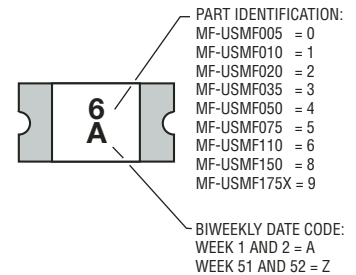 PART IDENTIFICATION:
MF-USMF005 = 0
MF-USMF010 = 1
MF-USMF020 = 2
MF-USMF035 = 3
MF-USMF050 = 4
MF-USMF075 = 5
MF-USMF110 = 6
MF-USMF150 = 8
MF-USMF175X = 9
6
A
BIWEEKLY DATE CODE:
WEEK 1 AND 2 = A
WEEK 51 AND 52 = Z